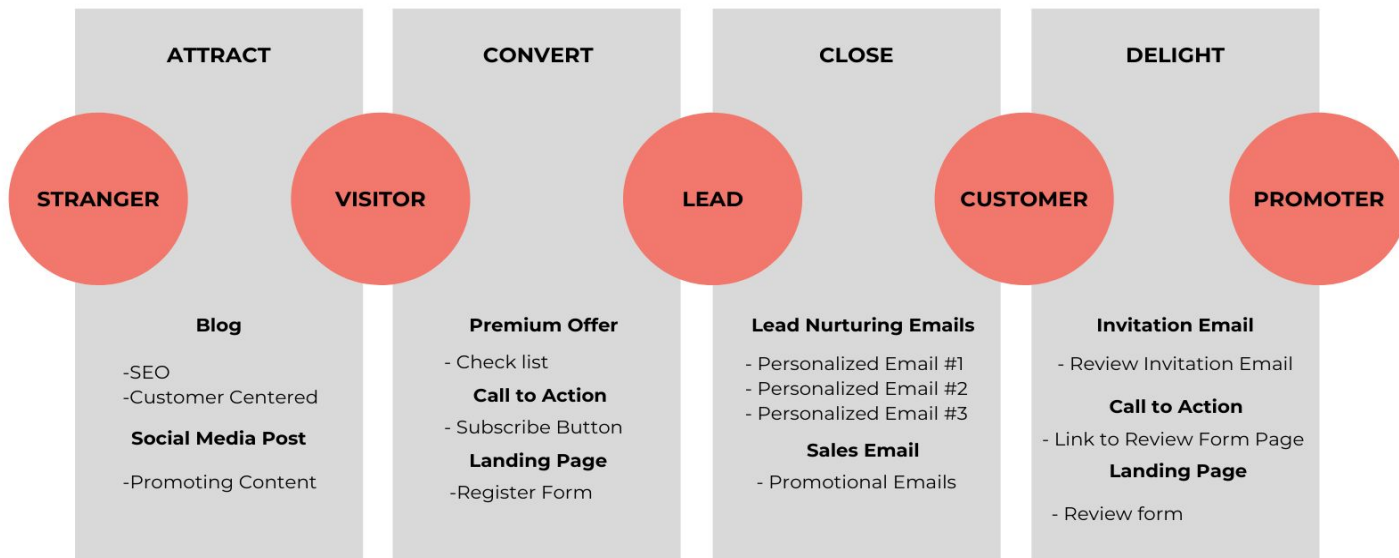 ATTRACT
CONVERT
CLOSE
DELIGHT
STRANGER
VISITOR
LEAD
CUSTOMER
PROMOTER
Blog
-SEO
-Customer Centered
Social Media Post
-Promoting Content
Premium Offer
- Check list
Call to Action
- Subscribe Button
Landing Page
-Register Form
Lead Nurturing Emails
- Personalized Email #1
- Personalized Email #2
- Personalized Email #3
Sales Email
- Promotional Emails
Invitation Email
- Review Invitation Email
Call to Action
- Link to Review Form Page
Landing Page
- Review form